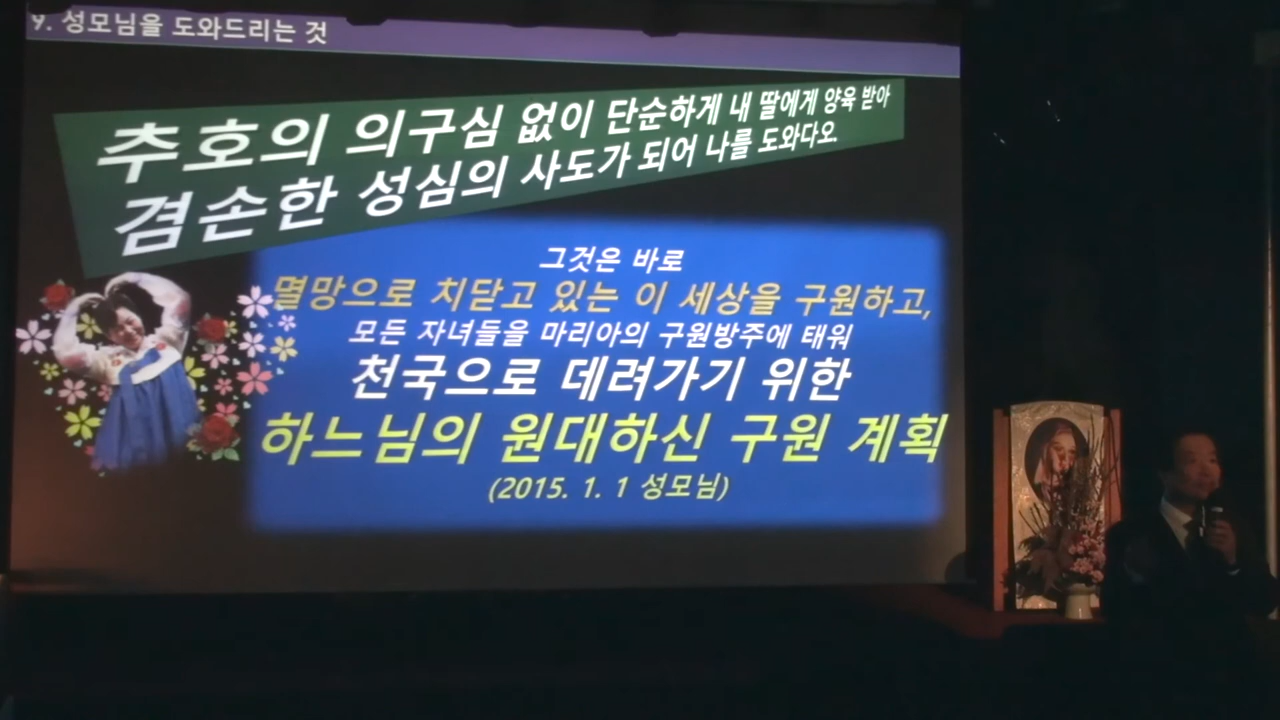 9. 성모님을 도와드리는 것
추호의 의구심 없이 단순하게 내 딸에게 양육 받아
겸손한 성심의 사도가 되어 나를 도와다오.
그것은 바로
멸망으로 치닫고 있는 이 세상을 구원하고,
모든 자녀들을 마리아의 구원방주에 태워
천국으로 데려가기 위한
하느님의 원대하신 구원 계획
(2015. 1. 1 성모님)